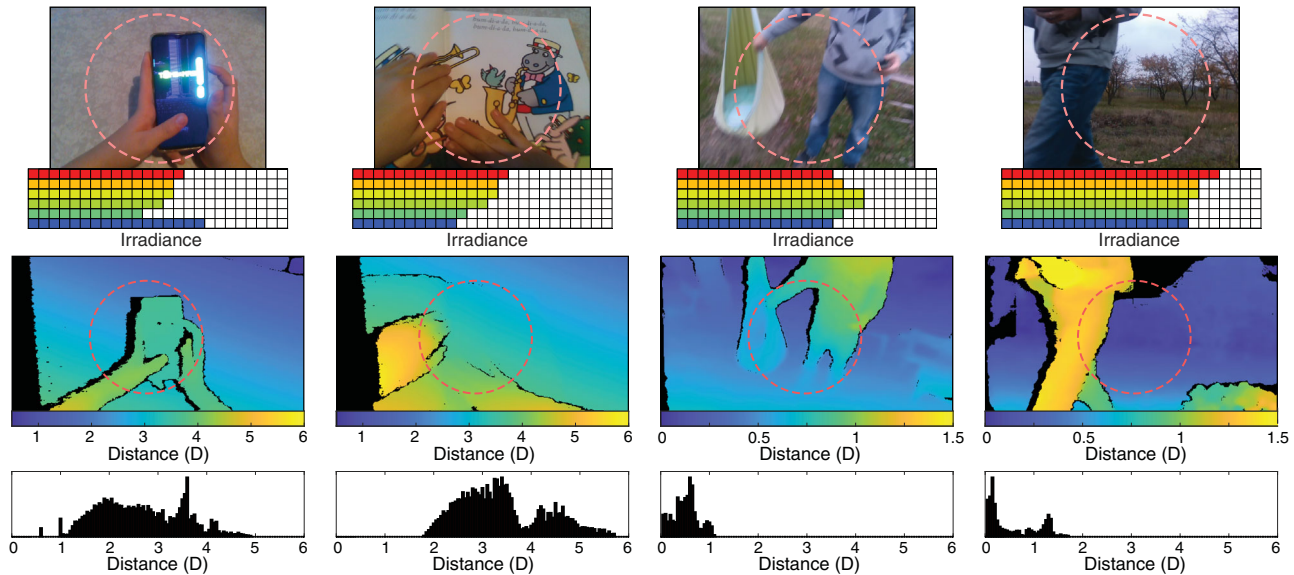 Irradiance Irradiance Irradiance Irradiance
1 2 3 4 5 6 1 2 3 4 5 6 0 0.5 1 1.5 0 0.5 1 1.5
Distance (D) Distance (D) Distance (D) Distance (D)
0 1 2 3 4 5 6 0 1 2 3 4 5 6 0 1 2 3 4 5 6 0 1 2 3 4 5 6
Distance (D) Distance (D) Distance (D) Distance (D)